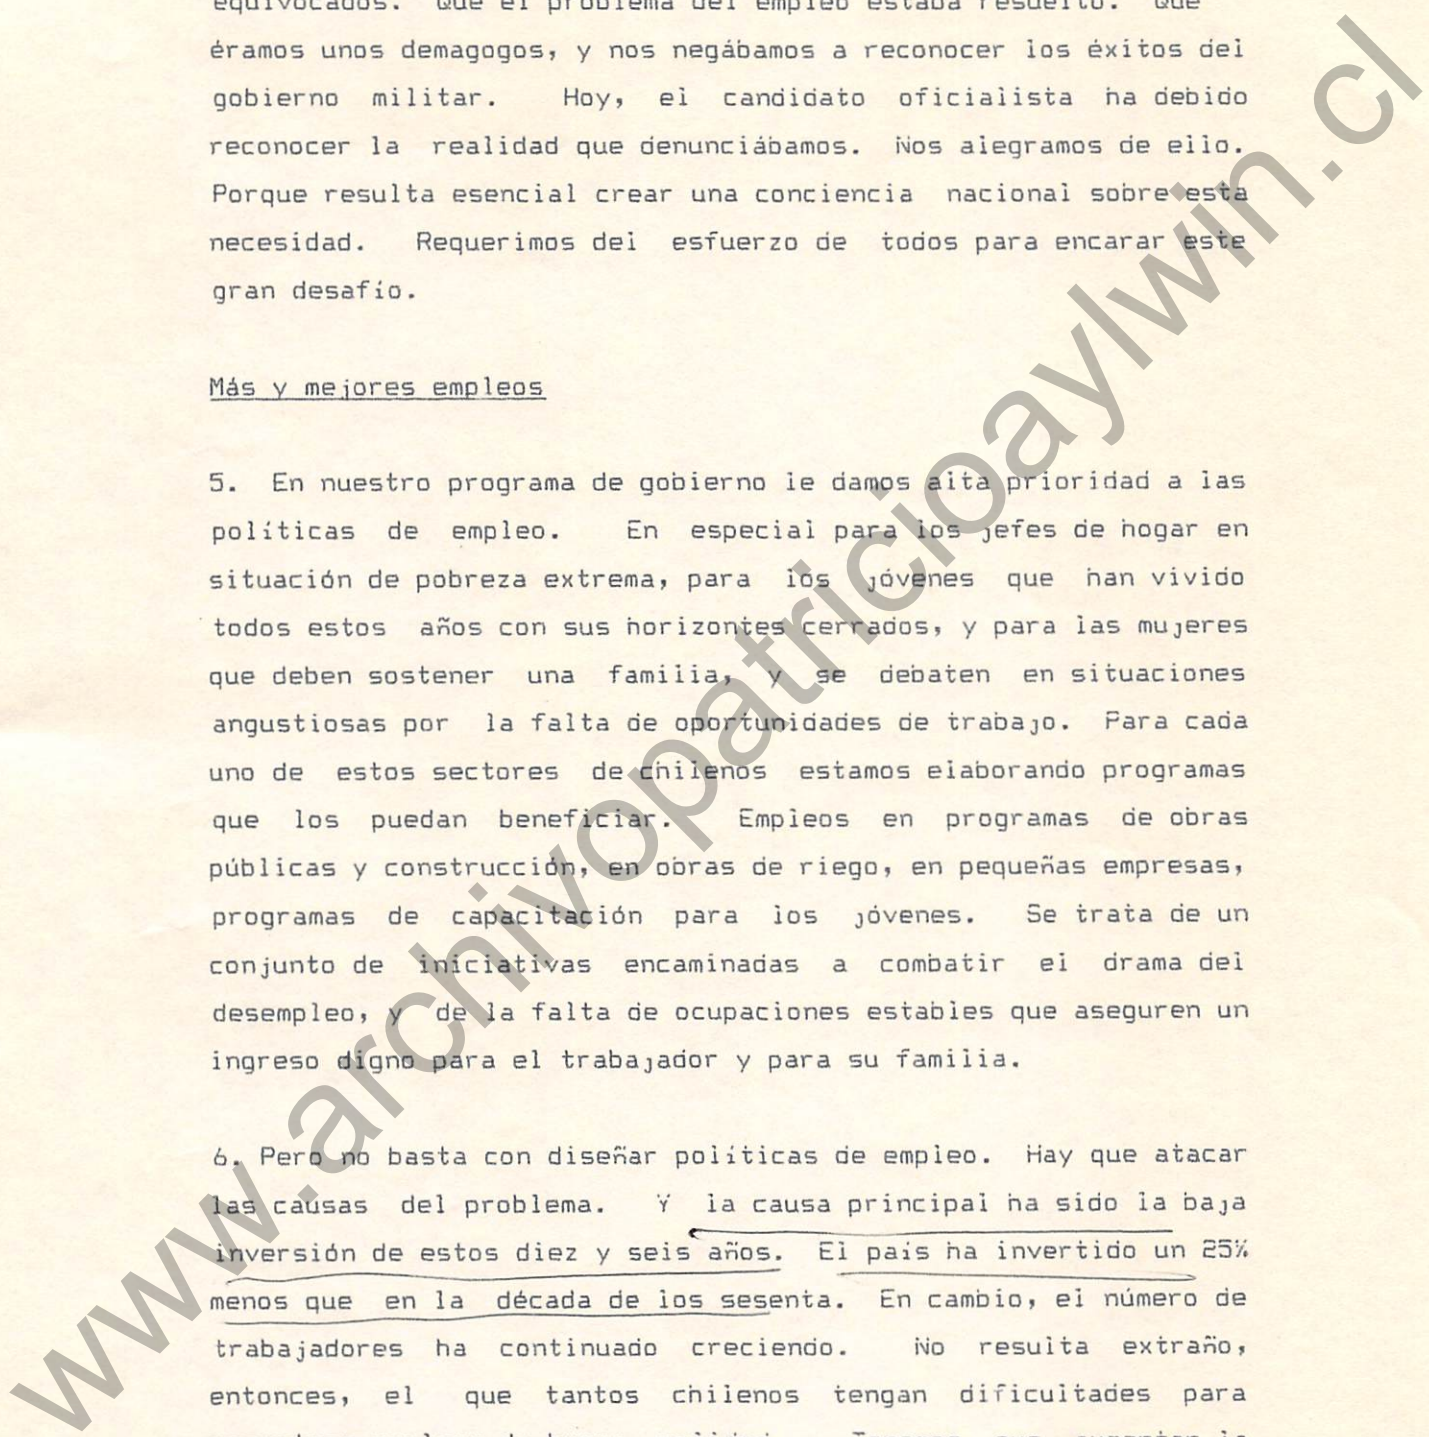 equivocados. Que el problema del empleo estaba resuelto. Que
éramos unos demagogos, y nos negábamos a reconocer los éxitos del
gobierno militar. Hoy, el candidato oficialista ha debido
reconocer la realidad que denunciábamos. Nos alegramos de ello.
Porque resulta esencial crear una conciencia nacional sobre esta
necesidad. Requerimos del esfuerzo de todos para encarar este
gran desafío.
Más y mejores empleos
5. En nuestro programa de gobierno le damos alta prioridad a las
políticas de empleo. En especial para los jefes de hogar en
situación de pobreza extrema, para los jóvenes que han vivido
todos estos años con sus horizontes cerrados, y para las mujeres
que deben sostener una familia, y se debaten en situaciones
angustiosas por la falta de oportunidades de trabajo. Para cada
uno de estos sectores de chilenos estamos elaborando programas
que los puedan beneficiar. Empleos en programas de obras
públicas y construcción, en obras de riego, en pequeñas empresas,
programas de capacitación para los jóvenes. Se trata de un
conjunto de iniciativas encaminadas a combatir el drama del
desempleo, y de la falta de ocupaciones estables que aseguren un
ingreso digno para el trabajador y para su familia.
6. Pero no basta con diseñar políticas de empleo. Hay que atacar
las causas del problema. Y la causa principal ha sido la baja
inversión de estos diez y seis años. El país ha invertido un 25%
menos que en la década de los sesenta. En cambio, el número de
trabajadores ha continuado creciendo. No resulta extraño,
entonces, el que tantos chilenos tengan dificultades para
www.archivopatricioaylwin.cl